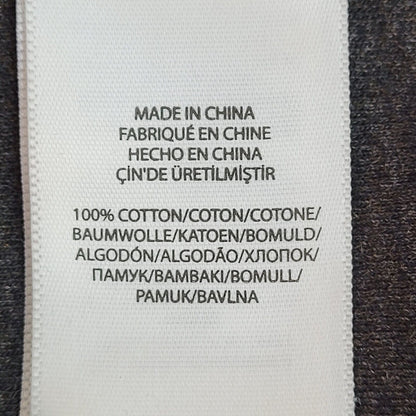 MADE IN CHINA
FABRIQUÉ EN CHINE
HECHO EN CHINA
ÇİN'DE ÜRETİLMİŞTİR
100% COTTON/COTON/COTONE/
BAUMWOLLE/KATOEN/BOMULD/
ALGODÓN/ALGODÃO/ХЛОПОК/
ПАМУК/BAMBAKI/BOMULL/
PAMUK/BAVLNA